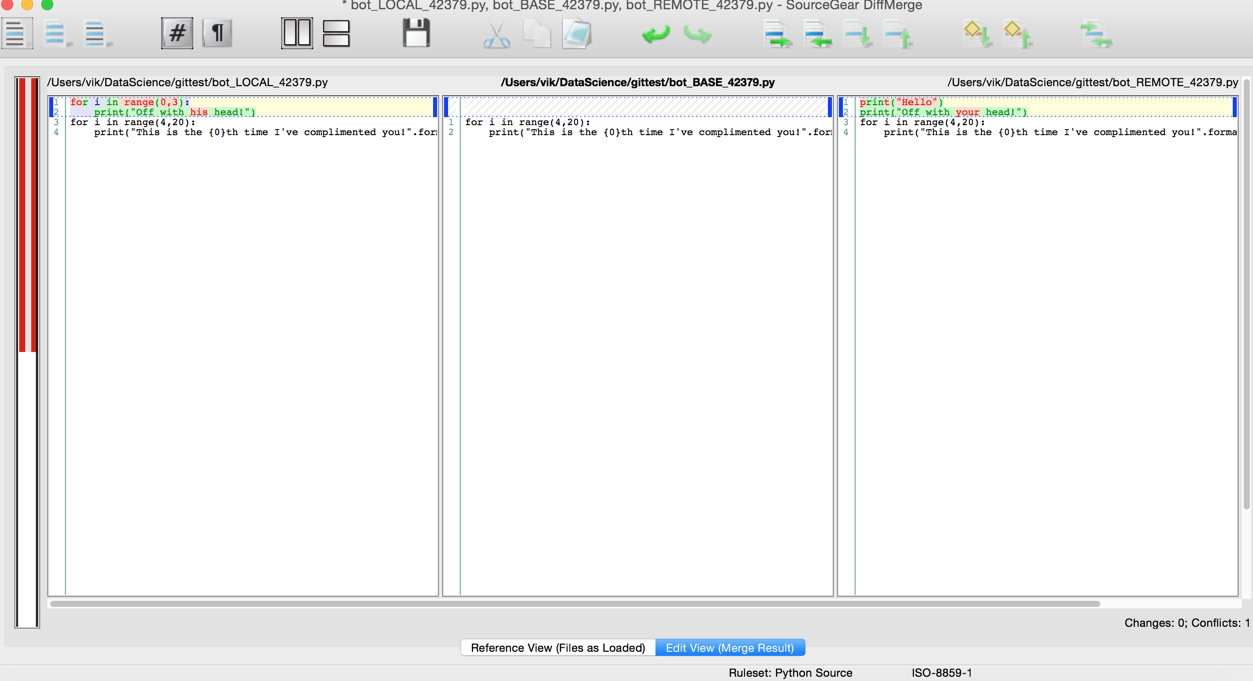 * bot_LOCAL_42379.py, bot_BASE_42379.py, bot_REMOTE_42379.py - SourceGear DiffMerge
# ¶
/Users/vik/DataScience/gittest/bot_LOCAL_42379.py
1 for i in range(0,3):
2 print("Off with his head!")
3 for i in range(4,20):
4 print("This is the {0}th time I've complimented you!".for
/Users/vik/DataScience/gittest/bot_BASE_42379.py
1 for i in range(4,20):
2 print("This is the {0}th time I've complimented you!".for
/Users/vik/DataScience/gittest/bot_REMOTE_42379.py
1 print("Hello")
2 print("Off with your head!")
3 for i in range(4,20):
4 print("This is the {0}th time I've complimented you!".forma
Changes: 0; Conflicts: 1
Reference View (Files as Loaded)
Edit View (Merge Result)
Ruleset: Python Source
ISO-8859-1